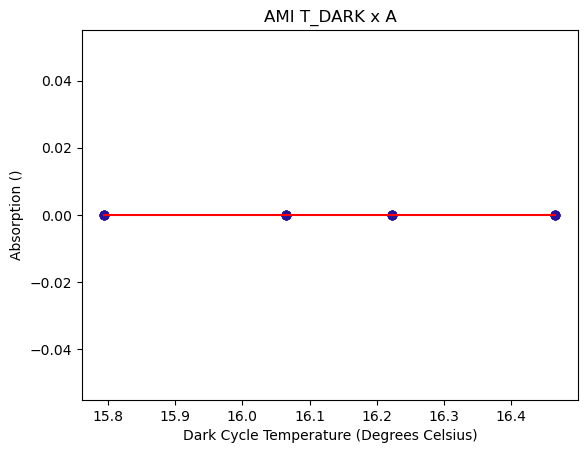 AMI T_DARK x A
Absorption ()
0.04
0.02
0.00
−0.02
−0.04
15.8 15.9 16.0 16.1 16.2 16.3 16.4
Dark Cycle Temperature (Degrees Celsius)